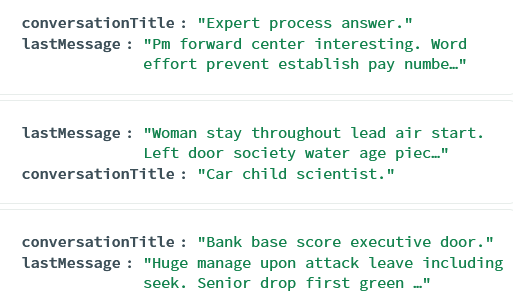 conversationTitle : "Expert process answer."
lastMessage : "Pm forward center interesting. Word
effort prevent establish pay numbe…"
lastMessage : "Woman stay throughout lead air start.
Left door society water age piec…"
conversationTitle : "Car child scientist."
conversationTitle : "Bank base score executive door."
lastMessage : "Huge manage upon attack leave including
seek. Senior drop first green …"